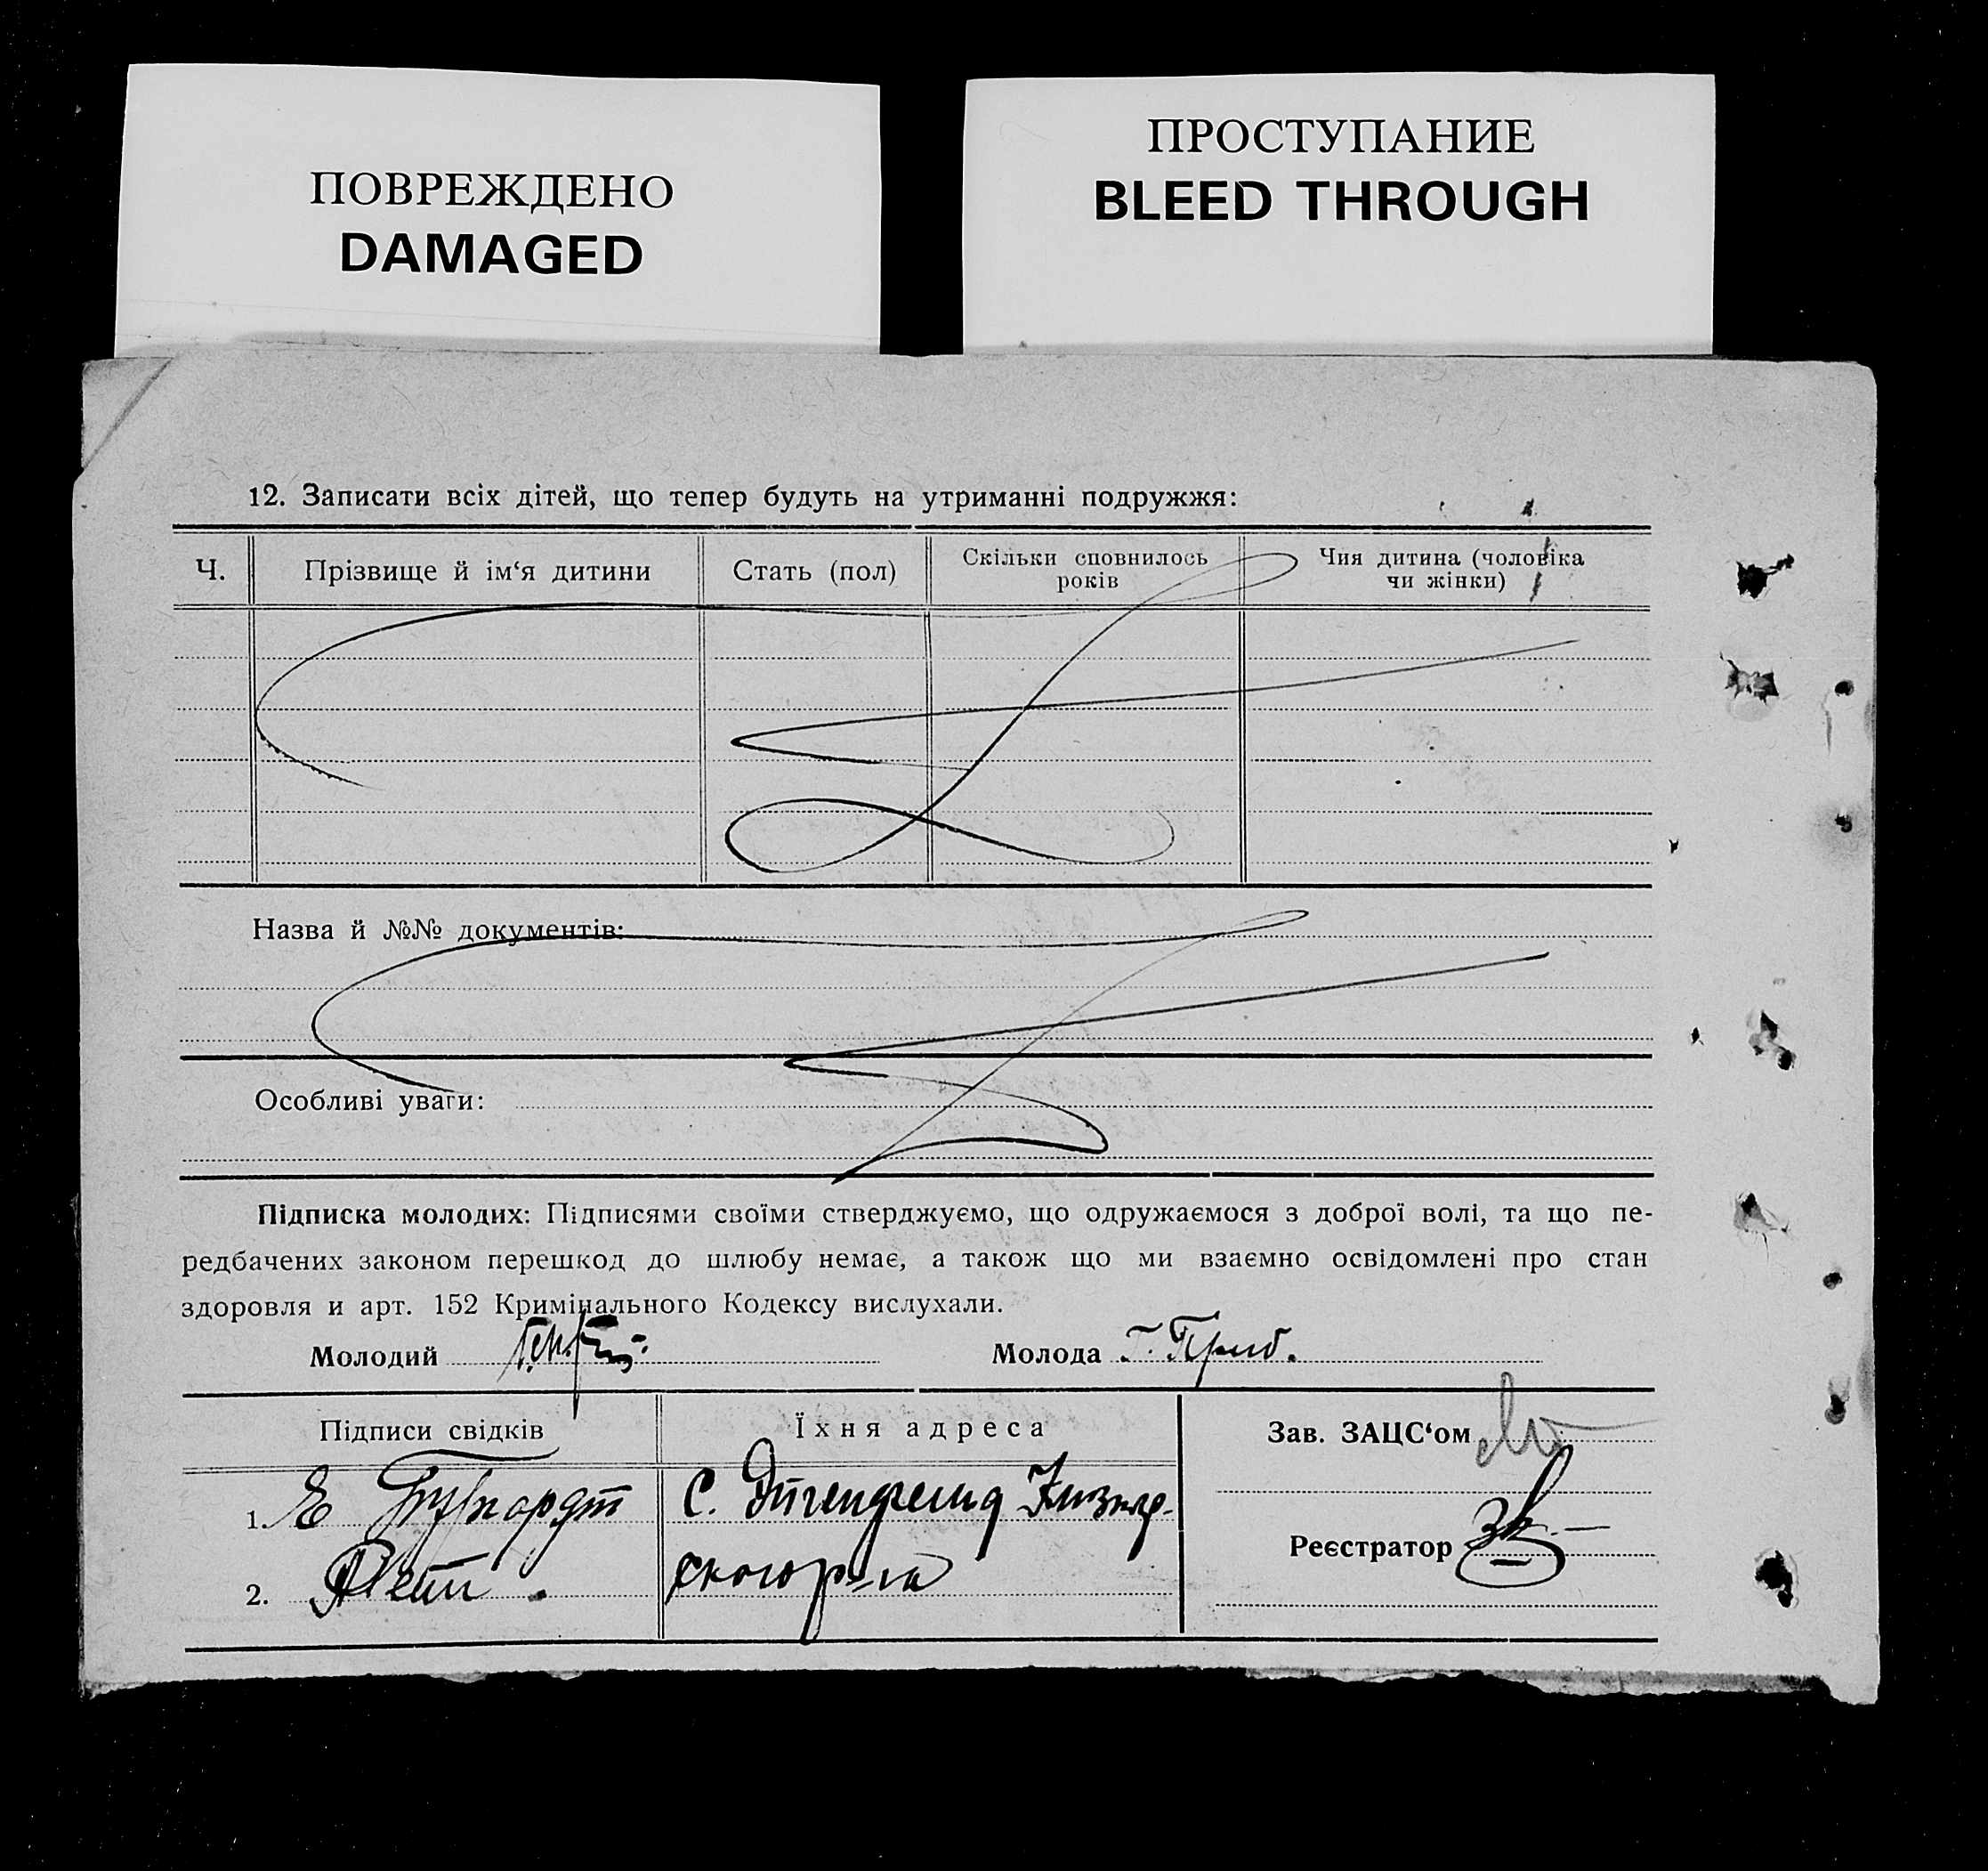 ПОВРЕЖДЕНО
DAMAGED
ПРОСТУПАНИЕ
BLEED THROUGH
12. Записати всіх дітей, що тепер будуть на утриманні подружжя:
Ч.
Прізвище й ім‘я дитини
Стать (пол)
Скільки сповнилось
років
Чия дитина (чоловіка
чи жінки)
Назва й №№ документів:
Особливі уваги:
Підписка молодих: Підписями своїми стверджуємо, що одружаємося з доброї волі, та що пе-
редбачених законом перешкод до шлюбу немає, а також що ми взаємно освідомлені про стан
здоровля и арт. 152 Кримінального Кодексу вислухали.
Молодий
Молода Г.
Підписи свідків
Їхня адреса
Зав. ЗАЦС‘ом
1. Е
С.
Реєстратор
2.